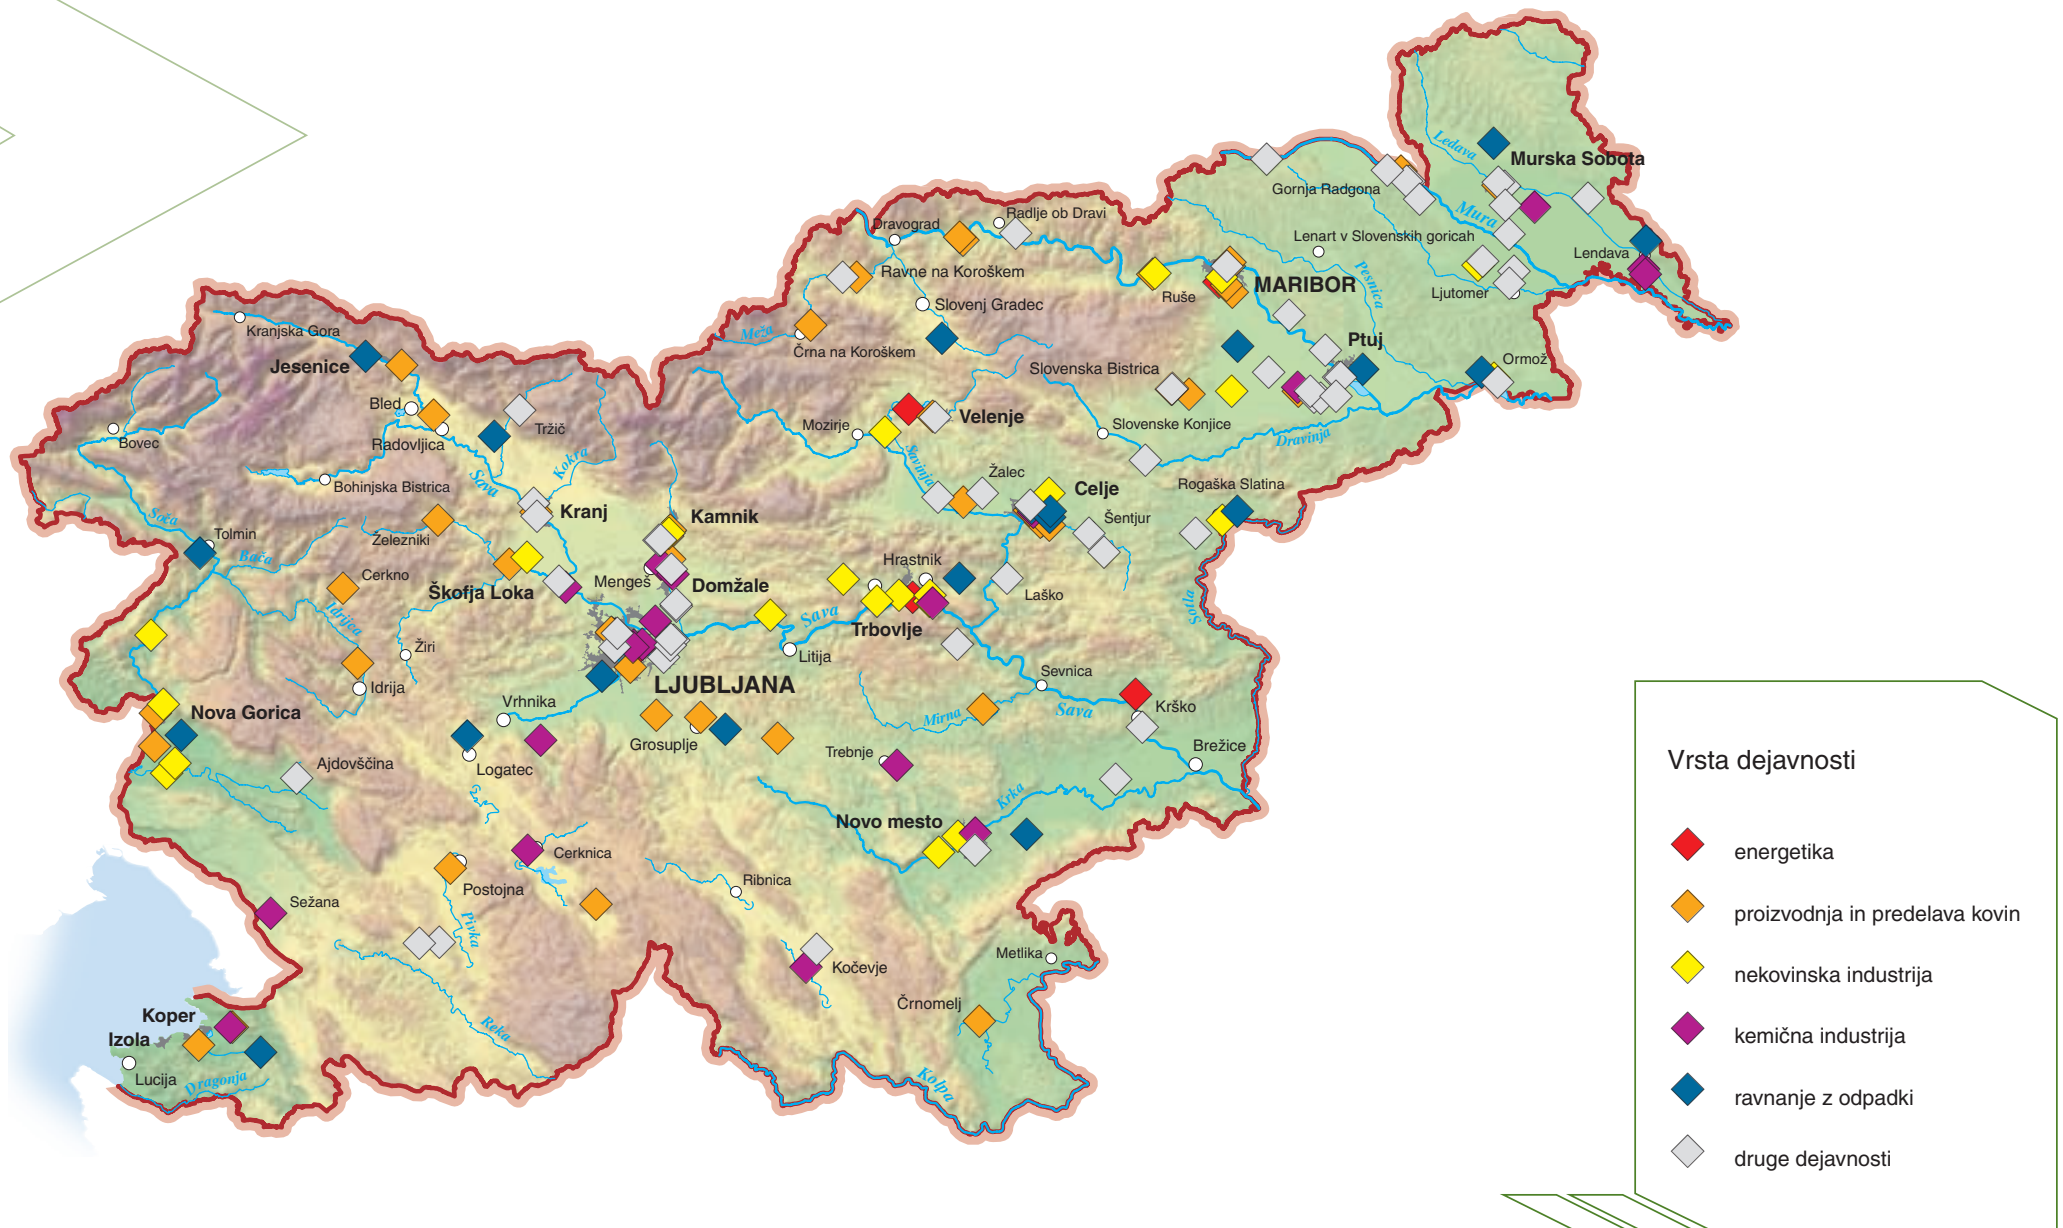 Ledava
Murska Sobota
Gornja Radgona
Mura
Radlje ob Dravi
Dravograd
Lenart v Slovenskih goricah
Lendava
Pesnica
Ravne na Koroškem
MARIBOR
Ruše
Ljutomer
Slovenj Gradec
Kranjska Gora
Meža
Črna na Koroškem
Ptuj
Jesenice
Slovenska Bistrica
Ormož
Bled
Mozirje
Velenje
Tržič
Slovenske Konjice
Dravinja
Bovec
Radovljica
Kokra
Savinja
Žalec
Bohinjska Bistrica
Sava
Celje
Rogaška Slatina
Soča
Kranj
Kamnik
Šentjur
Tolmin
Železniki
Bača
Hrastnik
Cerkno
Mengeš
Domžale
Škofja Loka
Laško
Sotla
Idrijca
Sava
Trbovlje
Žiri
Litija
Idrija
LJUBLJANA
Sevnica
Vrhnika
Nova Gorica
Mirna
Sava
Krško
Grosuplje
Trebnje
Brežice
Ajdovščina
Logatec
Krka
Novo mesto
Cerknica
Postojna
Ribnica
Sežana
Pivka
Metlika
Kočevje
Črnomelj
Koper
Reka
Izola
Lucija
Dragonja
Kolpa
Vrsta dejavnosti
energetika
proizvodnja in predelava kovin
nekovinska industrija
kemična industrija
ravnanje z odpadki
druge dejavnosti